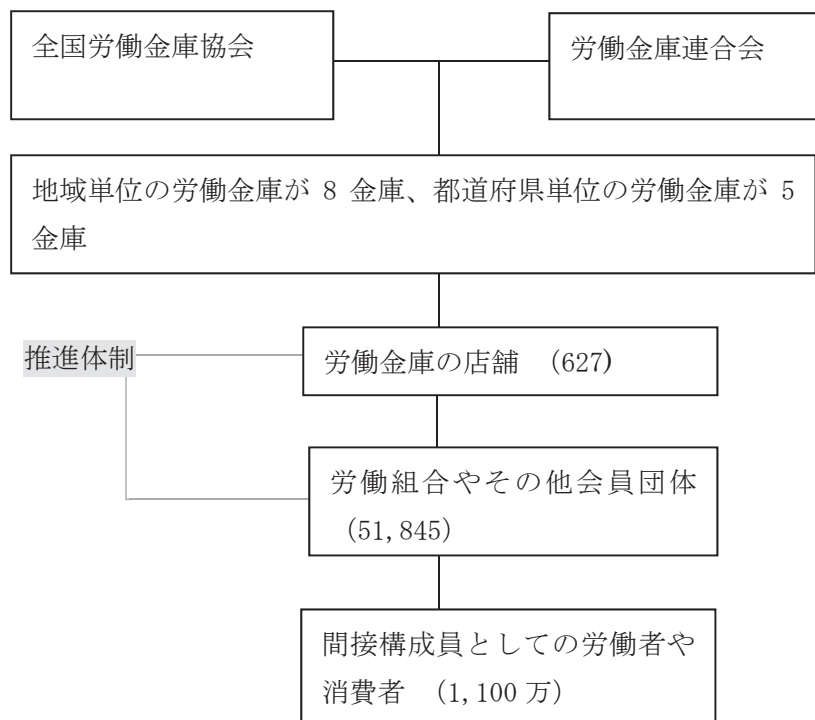 全国労働金庫協会
労働金庫連合会
地域単位の労働金庫が 8 金庫、都道府県単位の労働金庫が 5
金庫
推進体制
労働金庫の店舗 (627)
労働組合やその他会員団体
(51,845)
間接構成員としての労働者や
消費者 (1,100 万)